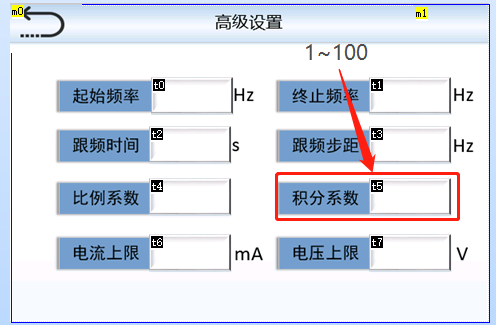 m0 高级设置 m1
1~100
起始频率 t0 Hz 终止频率 t1 Hz
跟频时间 t2 s 跟频步距 t3 Hz
比例系数 t4 积分系数 t5
电流上限 t6 mA 电压上限 t7 V